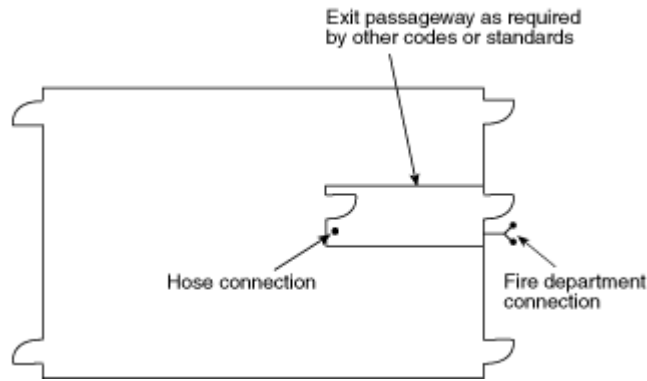 Exit passageway as required
by other codes or standards
Hose connection
Fire department
connection